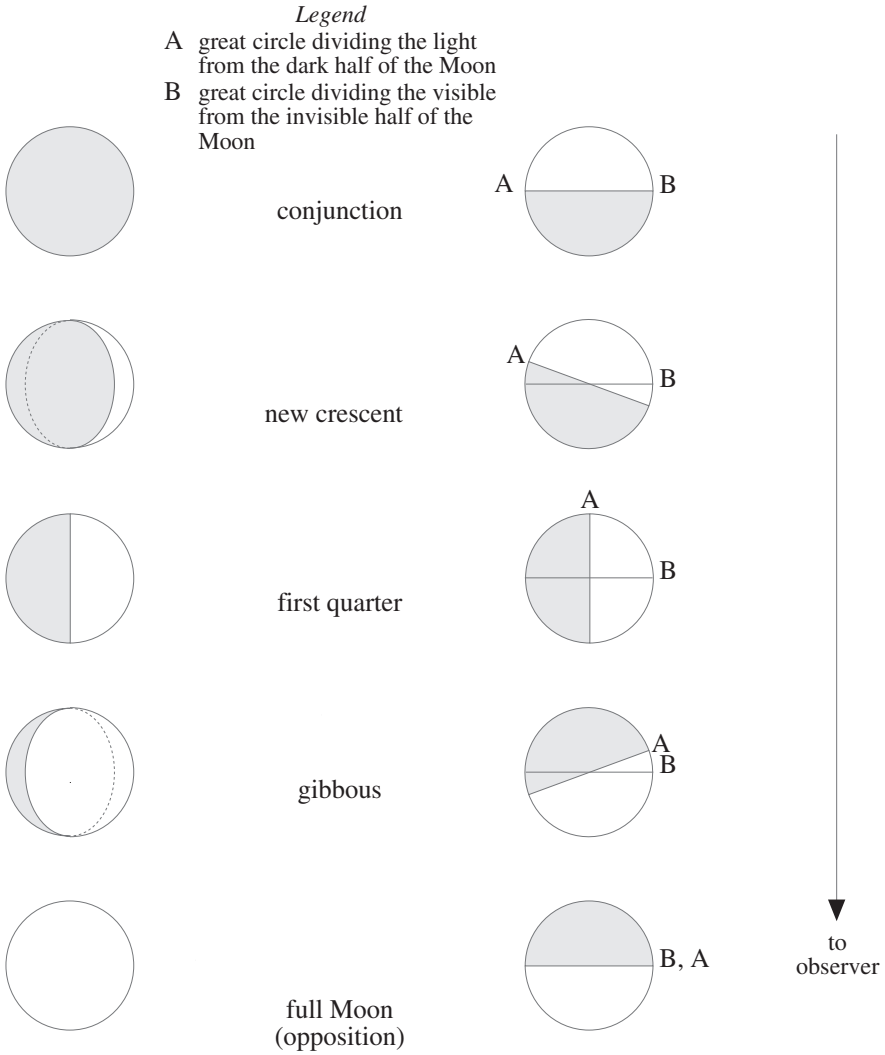 Legend
A great circle dividing the light
from the dark half of the Moon
B great circle dividing the visible
from the invisible half of the
Moon
conjunction
A
B
new crescent
A
B
first quarter
A
B
gibbous
A
B
full Moon
(opposition)
B, A
to
observer